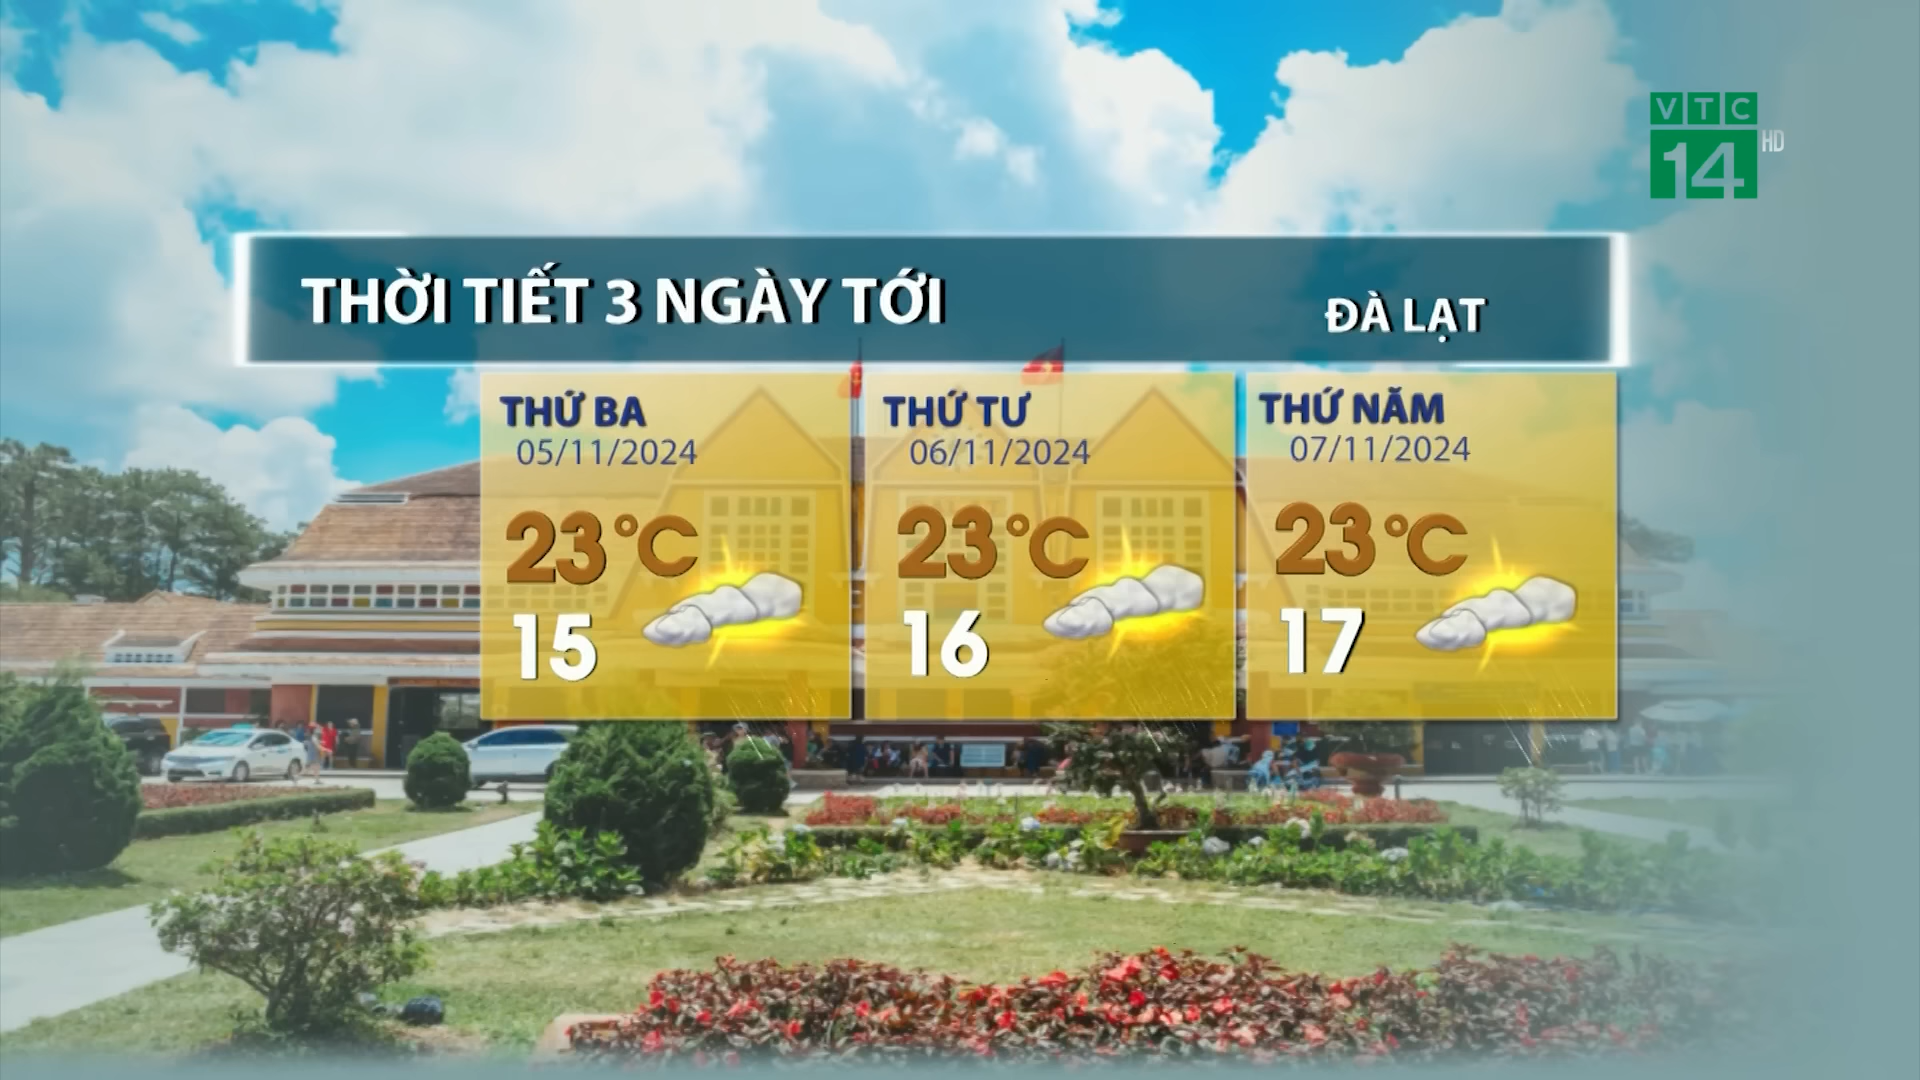 VTC
14 HD
THỜI TIẾT 3 NGÀY TỚI
ĐÀ LẠT
THỨ BA
05/11/2024
23°C
15
THỨ TƯ
06/11/2024
23°C
16
THỨ NĂM
07/11/2024
23°C
17